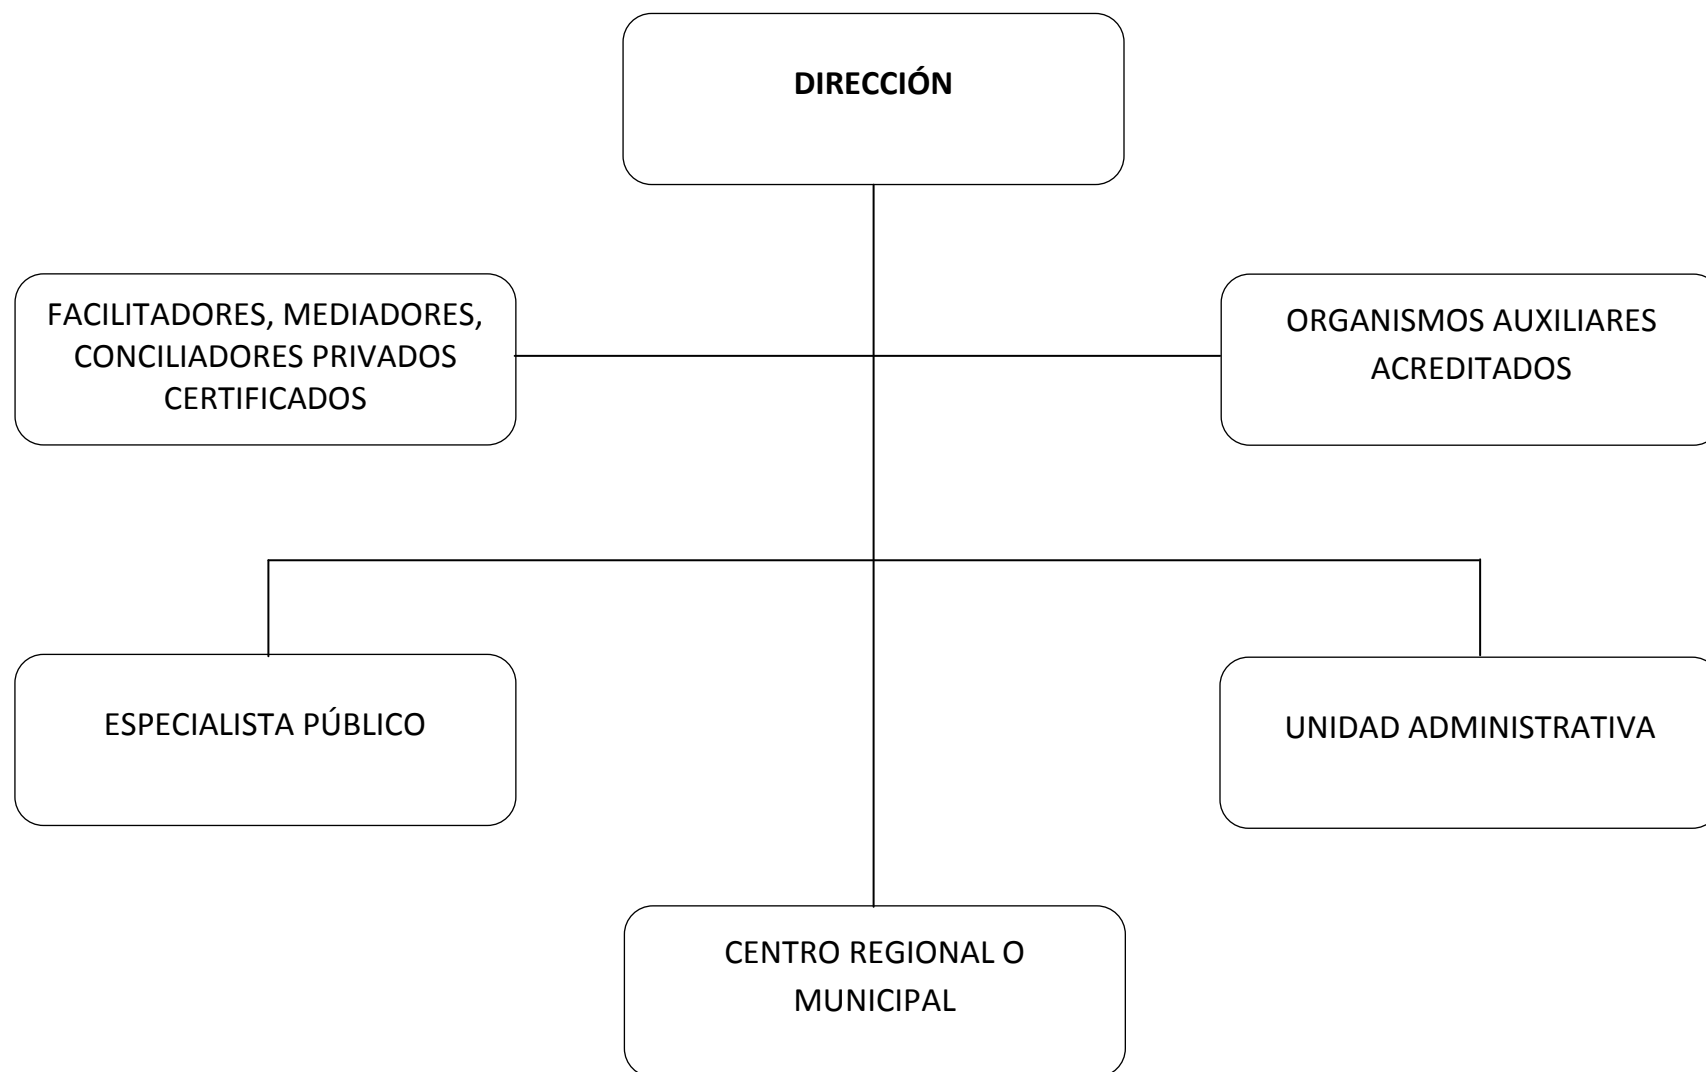 DIRECCIÓN
FACILITADORES, MEDIADORES,
CONCILIADORES PRIVADOS
CERTIFICADOS
ORGANISMOS AUXILIARES
ACREDITADOS
ESPECIALISTA PÚBLICO
UNIDAD ADMINISTRATIVA
CENTRO REGIONAL O
MUNICIPAL